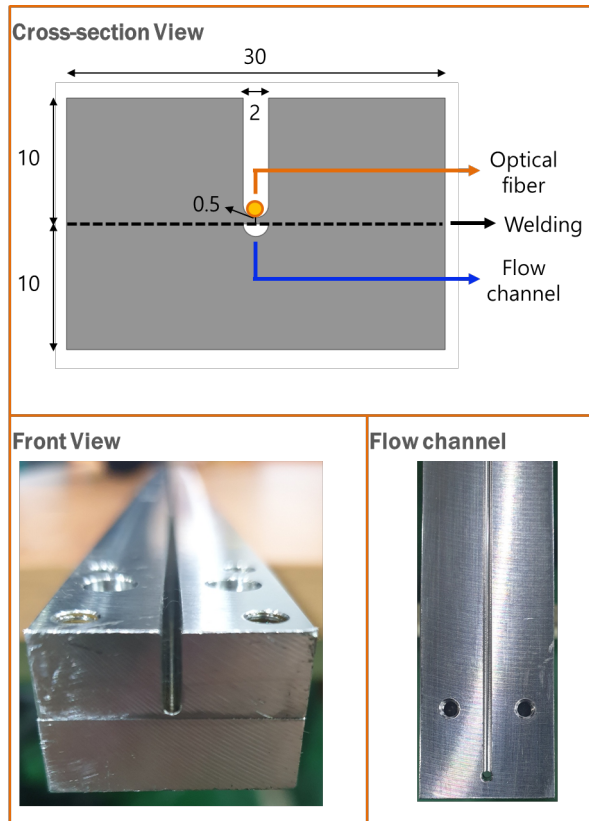 Cross-section View
30
2
10
Optical
fiber
0.5
Welding
10
Flow
channel
Front View
Flow channel